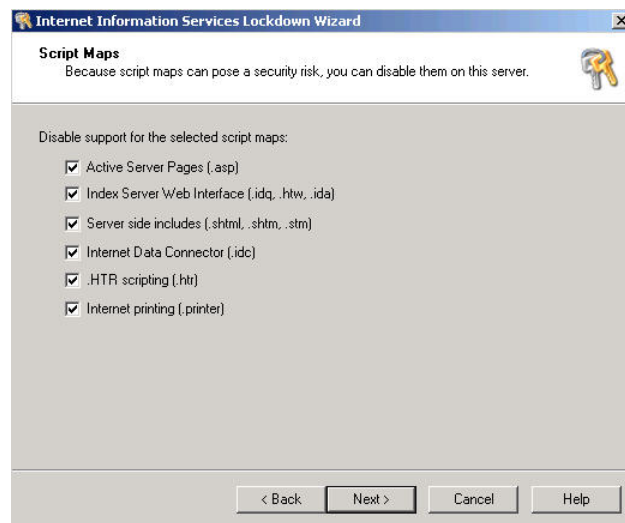 Internet Information Services Lockdown Wizard
Script Maps
Because script maps can pose a security risk, you can disable them on this server.
Disable support for the selected script maps:
Active Server Pages (.asp)
Index Server Web Interface (.idq, .htw, .ida)
Server side includes (.shtml, .shtm, .stm)
Internet Data Connector (.idc)
.HTR scripting (.htr)
Internet printing (.printer)
< Back Next > Cancel Help